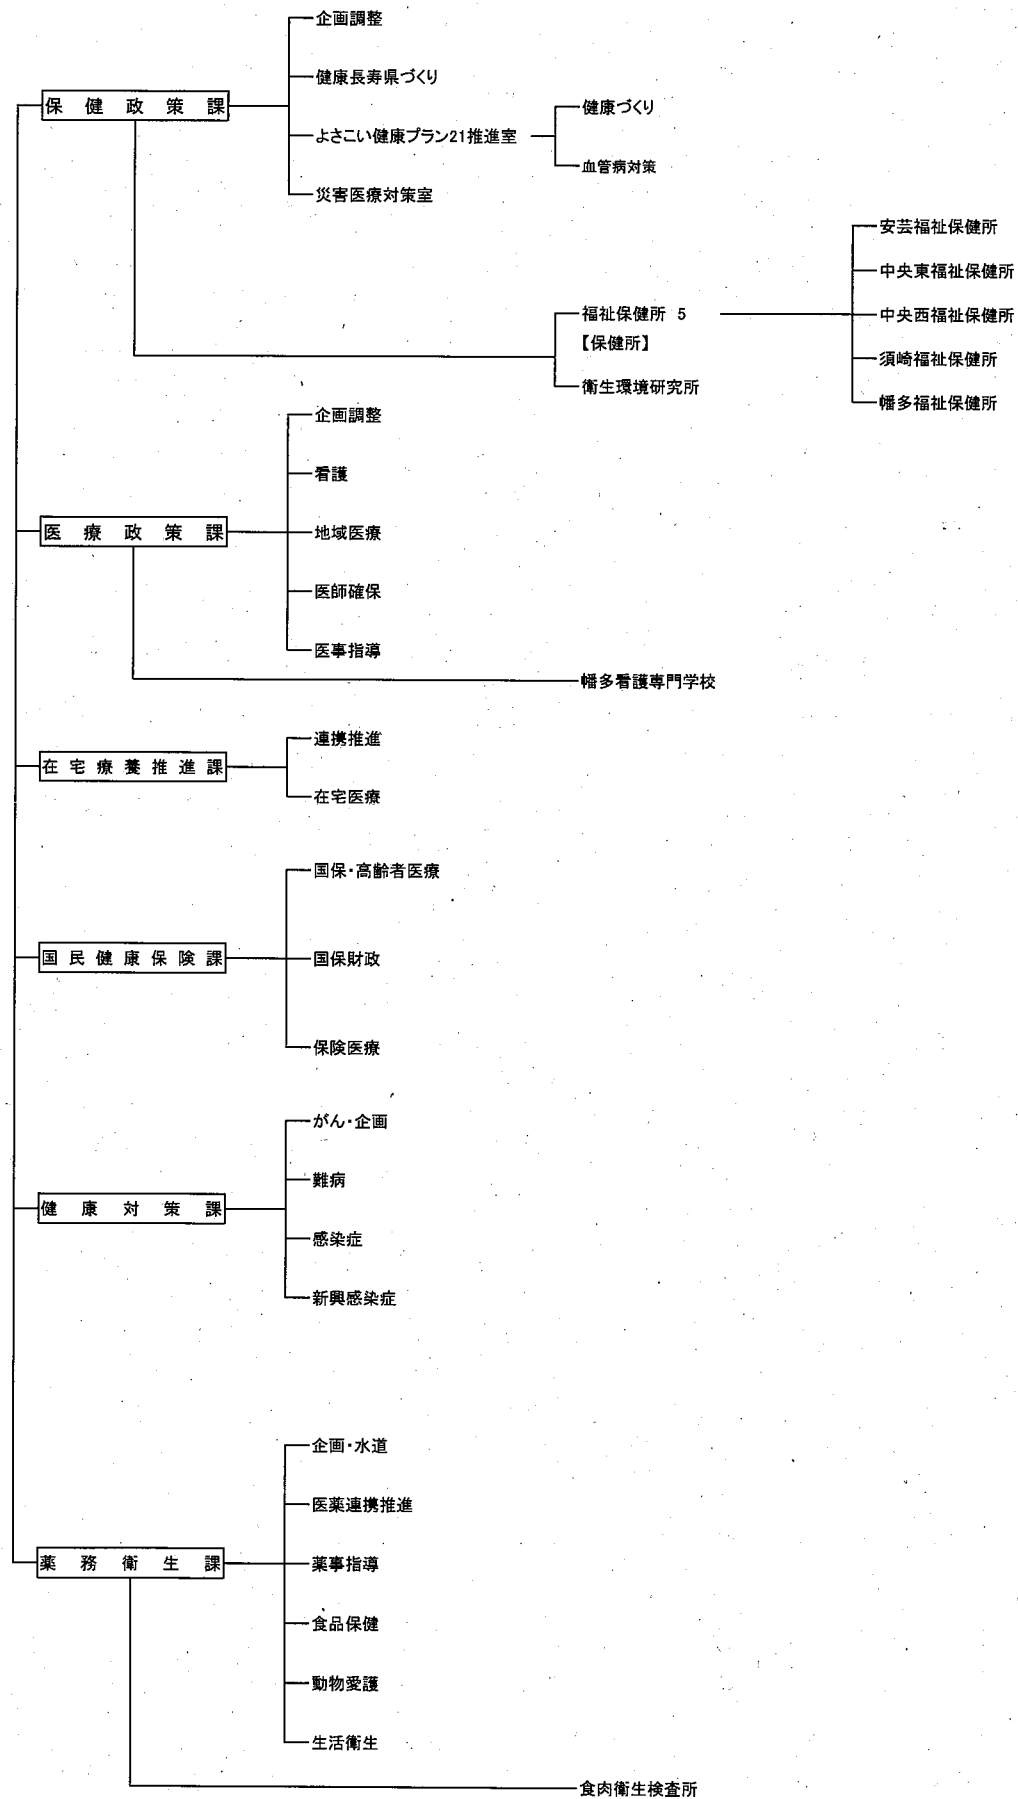 企画調整
健康長寿県づくり
保健政策課
よさこい健康プラン21推進室
健康づくり
血管病対策
災害医療対策室
福祉保健所 5
【保健所】
安芸福祉保健所
中央東福祉保健所
中央西福祉保健所
須崎福祉保健所
幡多福祉保健所
衛生環境研究所
企画調整
看護
医療政策課
地域医療
医師確保
医事指導
幡多看護専門学校
連携推進
在宅療養推進課
在宅医療
国保・高齢者医療
国民健康保険課
国保財政
保険医療
がん・企画
難病
健康対策課
感染症
新興感染症
企画・水道
医薬連携推進
薬務衛生課
薬事指導
食品保健
動物愛護
生活衛生
食肉衛生検査所